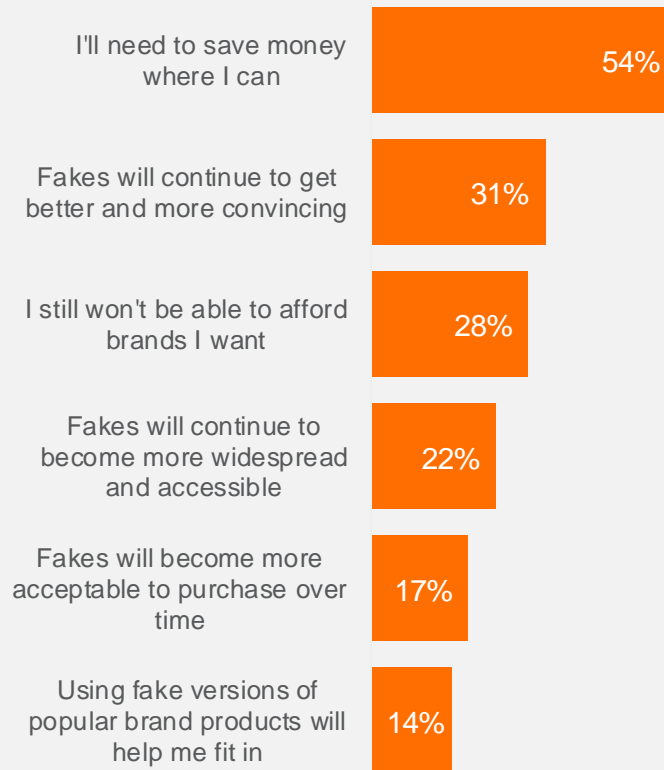 I'll need to save money
where I can
54%
Fakes will continue to get
better and more convincing
31%
I still won't be able to afford
brands I want
28%
Fakes will continue to
become more widespread
and accessible
22%
Fakes will become more
acceptable to purchase over
time
17%
Using fake versions of
popular brand products will
help me fit in
14%